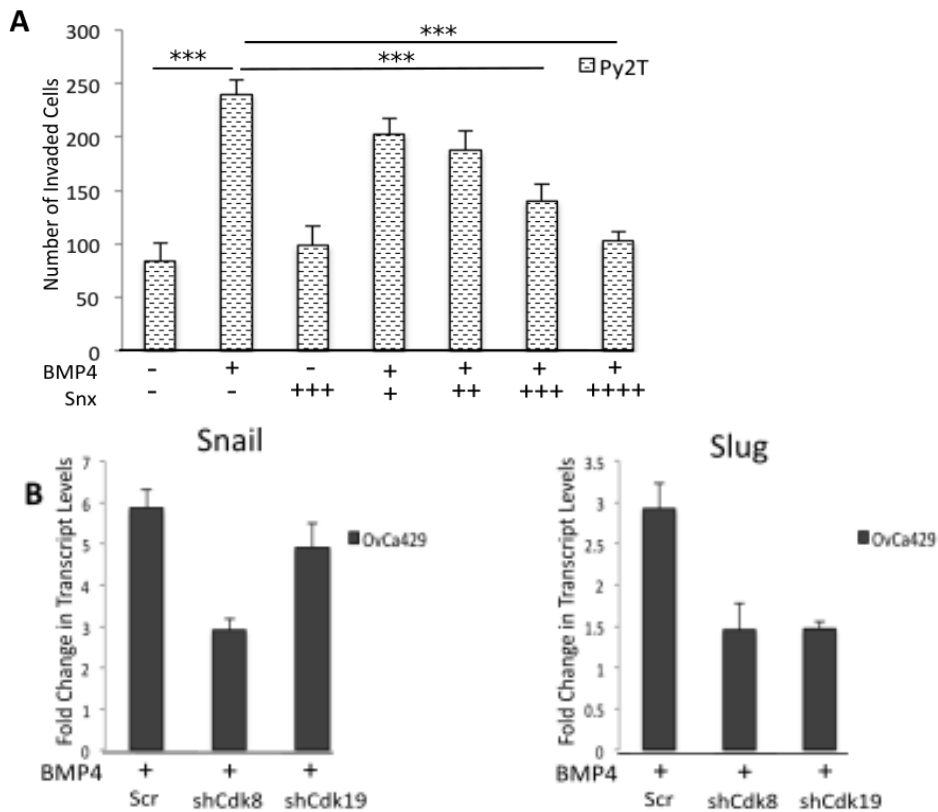 A
300
250
200
150
100
50
0
Number of Invaded Cells
***
***
***
Py2T
BMP4 - + - + + + +
Snx - - +++ + ++ +++ ++++
B
Snail
7
6
5
4
3
2
1
0
Fold Change in Transcript Levels
OvCa429
BMP4 + + +
Scr shCdk8 shCdk19
Slug
3.5
3
2.5
2
1.5
1
0.5
0
Fold Change in Transcript Levels
OvCa429
BMP4 + + +
Scr shCdk8 shCdk19